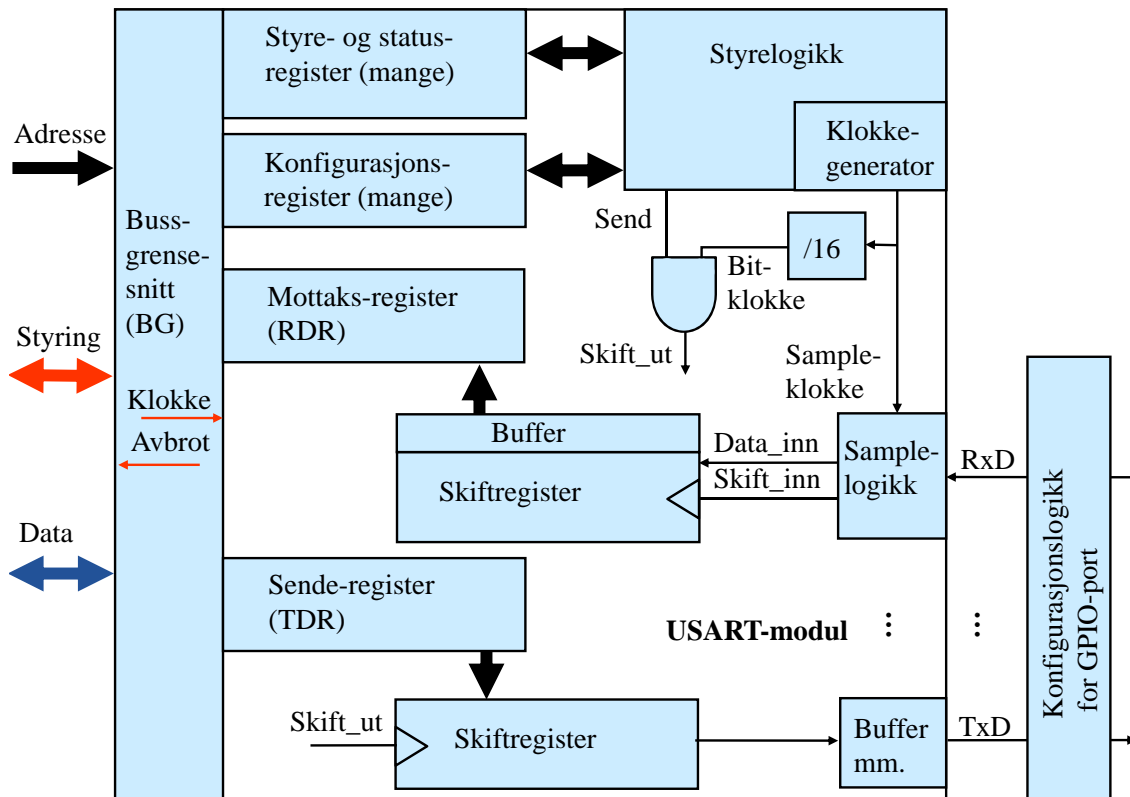 Styre- og status-
register (mange)
Styrelogikk
Klokke-
generator
Adresse
Konfigurasjons-
register (mange)
Buss-
grense-
snitt
(BG)
Send
/16
Bit-
klokke
Mottaks-register
(RDR)
Styring
Skift_ut
Sample-
klokke
Klokke
Avbrot
Buffer
Skiftregister
Data_inn
Skift_inn
Sample-
logikk
RxD
Data
Sende-register
(TDR)
USART-modul
⋮
⋮
Konfigurasjonslogikk
for GPIO-port
Skift_ut
Skiftregister
Buffer
mm.
TxD